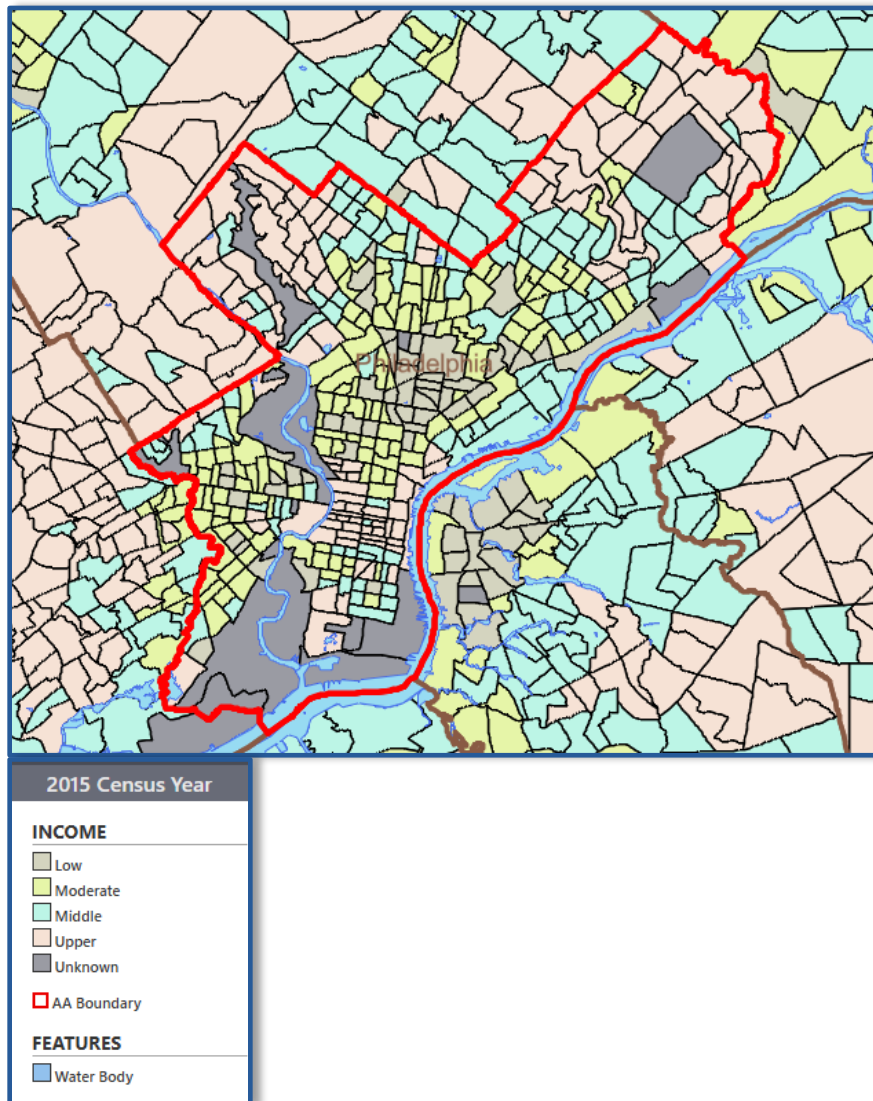 Philadelphia
2015 Census Year
INCOME
Low
Moderate
Middle
Upper
Unknown
AA Boundary
FEATURES
Water Body